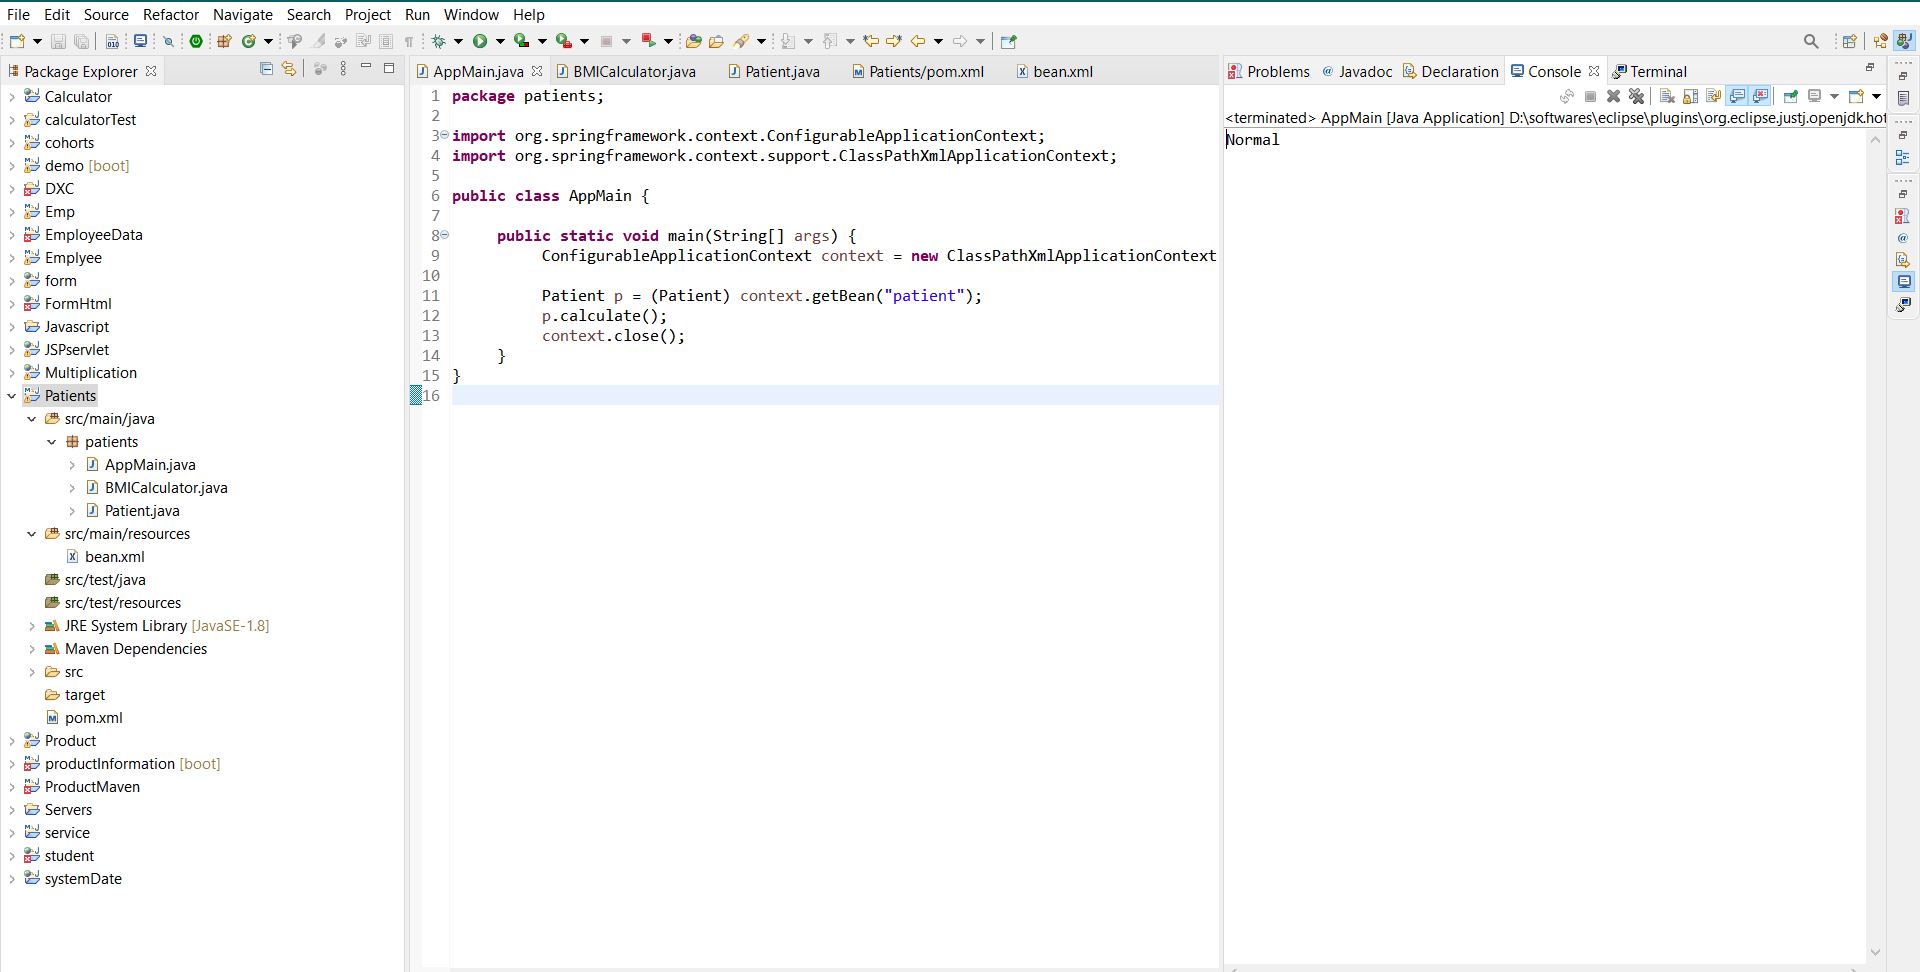 File Edit Source Refactor Navigate Search Project Run Window Help
Package Explorer
Calculator
calculatorTest
cohorts
demo [boot]
DXC
Emp
EmployeeData
Emplyee
form
FormHtml
Javascript
JSPservlet
Multiplication
Patients
src/main/java
patients
AppMain.java
BMICalculator.java
Patient.java
src/main/resources
bean.xml
src/test/java
src/test/resources
JRE System Library [JavaSE-1.8]
Maven Dependencies
src
target
pom.xml
Product
productInformation [boot]
ProductMaven
Servers
service
student
systemDate
AppMain.java BMICalculator.java Patient.java Patients/pom.xml bean.xml
1 package patients;
2
3 import org.springframework.context.ConfigurableApplicationContext;
4 import org.springframework.context.support.ClassPathXmlApplicationContext;
5
6 public class AppMain {
7
8 public static void main(String[] args) {
9 ConfigurableApplicationContext context = new ClassPathXmlApplicationContext
10
11 Patient p = (Patient) context.getBean("patient");
12 p.calculate();
13 context.close();
14 }
15 }
16
Problems Javadoc Declaration Console Terminal
<terminated> AppMain [Java Application] D:\softwares\eclipse\plugins\org.eclipse.justj.openjdk.hot
Normal